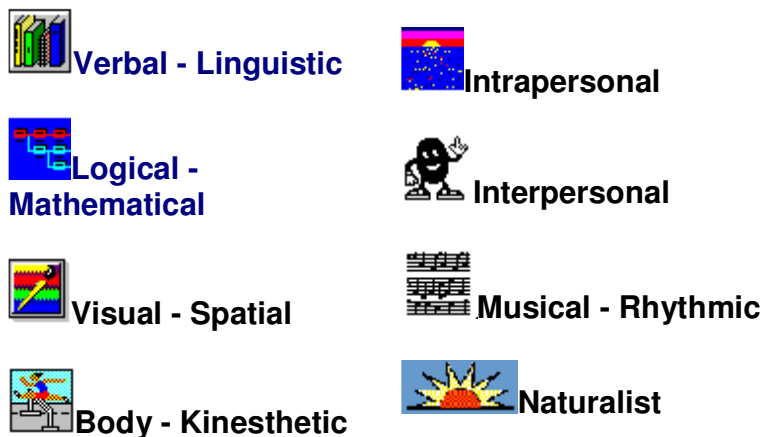 Verbal - Linguistic
Logical -
Mathematical
Visual - Spatial
Body - Kinesthetic
Intrapersonal
Interpersonal
Musical - Rhythmic
Naturalist